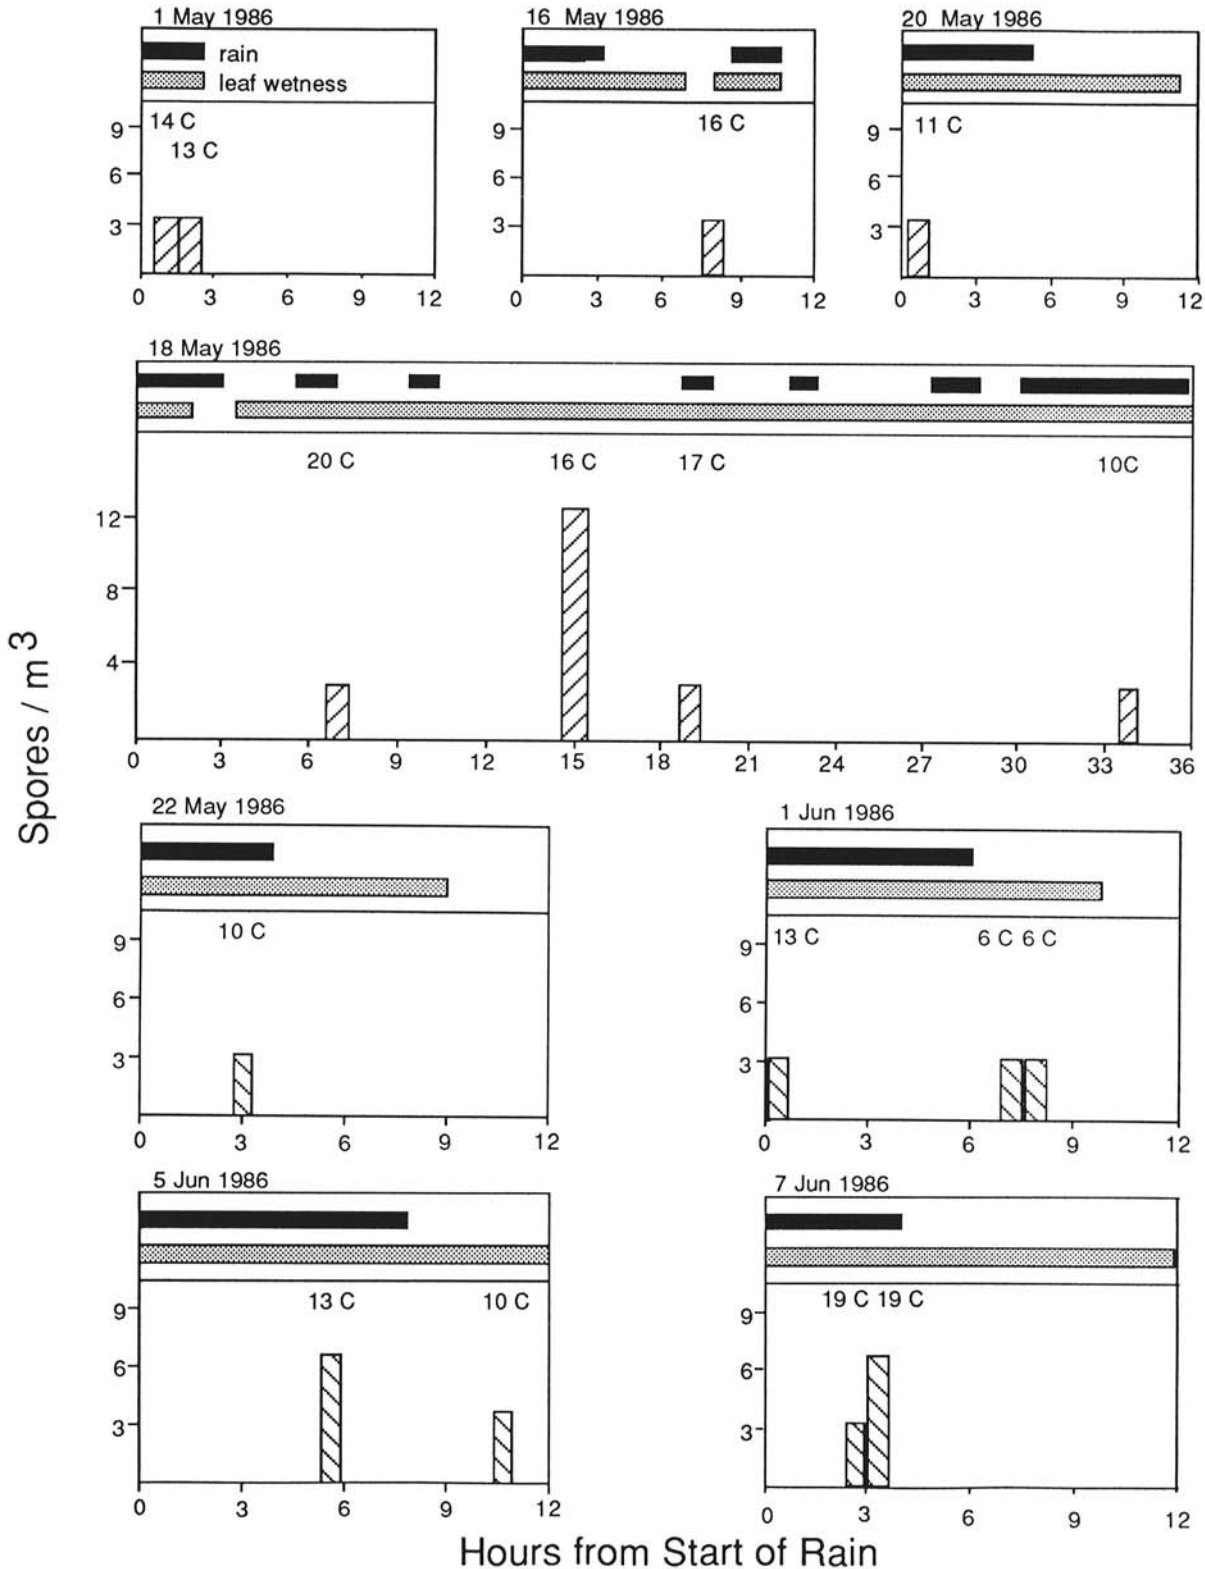 1 May 1986
rain
leaf wetness
14 C
13 C
9
6
3
0 3 6 9 12
16 May 1986
16 C
9
6
3
0 3 6 9 12
20 May 1986
11 C
9
6
3
0 3 6 9 12
18 May 1986
20 C 16 C 17 C 10C
12
8
4
0 3 6 9 12 15 18 21 24 27 30 33 36
Spores / m3
22 May 1986
10 C
9
6
3
0 3 6 9 12
1 Jun 1986
13 C 6 C 6 C
9
6
3
0 3 6 9 12
5 Jun 1986
13 C 10 C
9
6
3
0 3 6 9 12
7 Jun 1986
19 C 19 C
9
6
3
0 3 6 9 12
Hours from Start of Rain